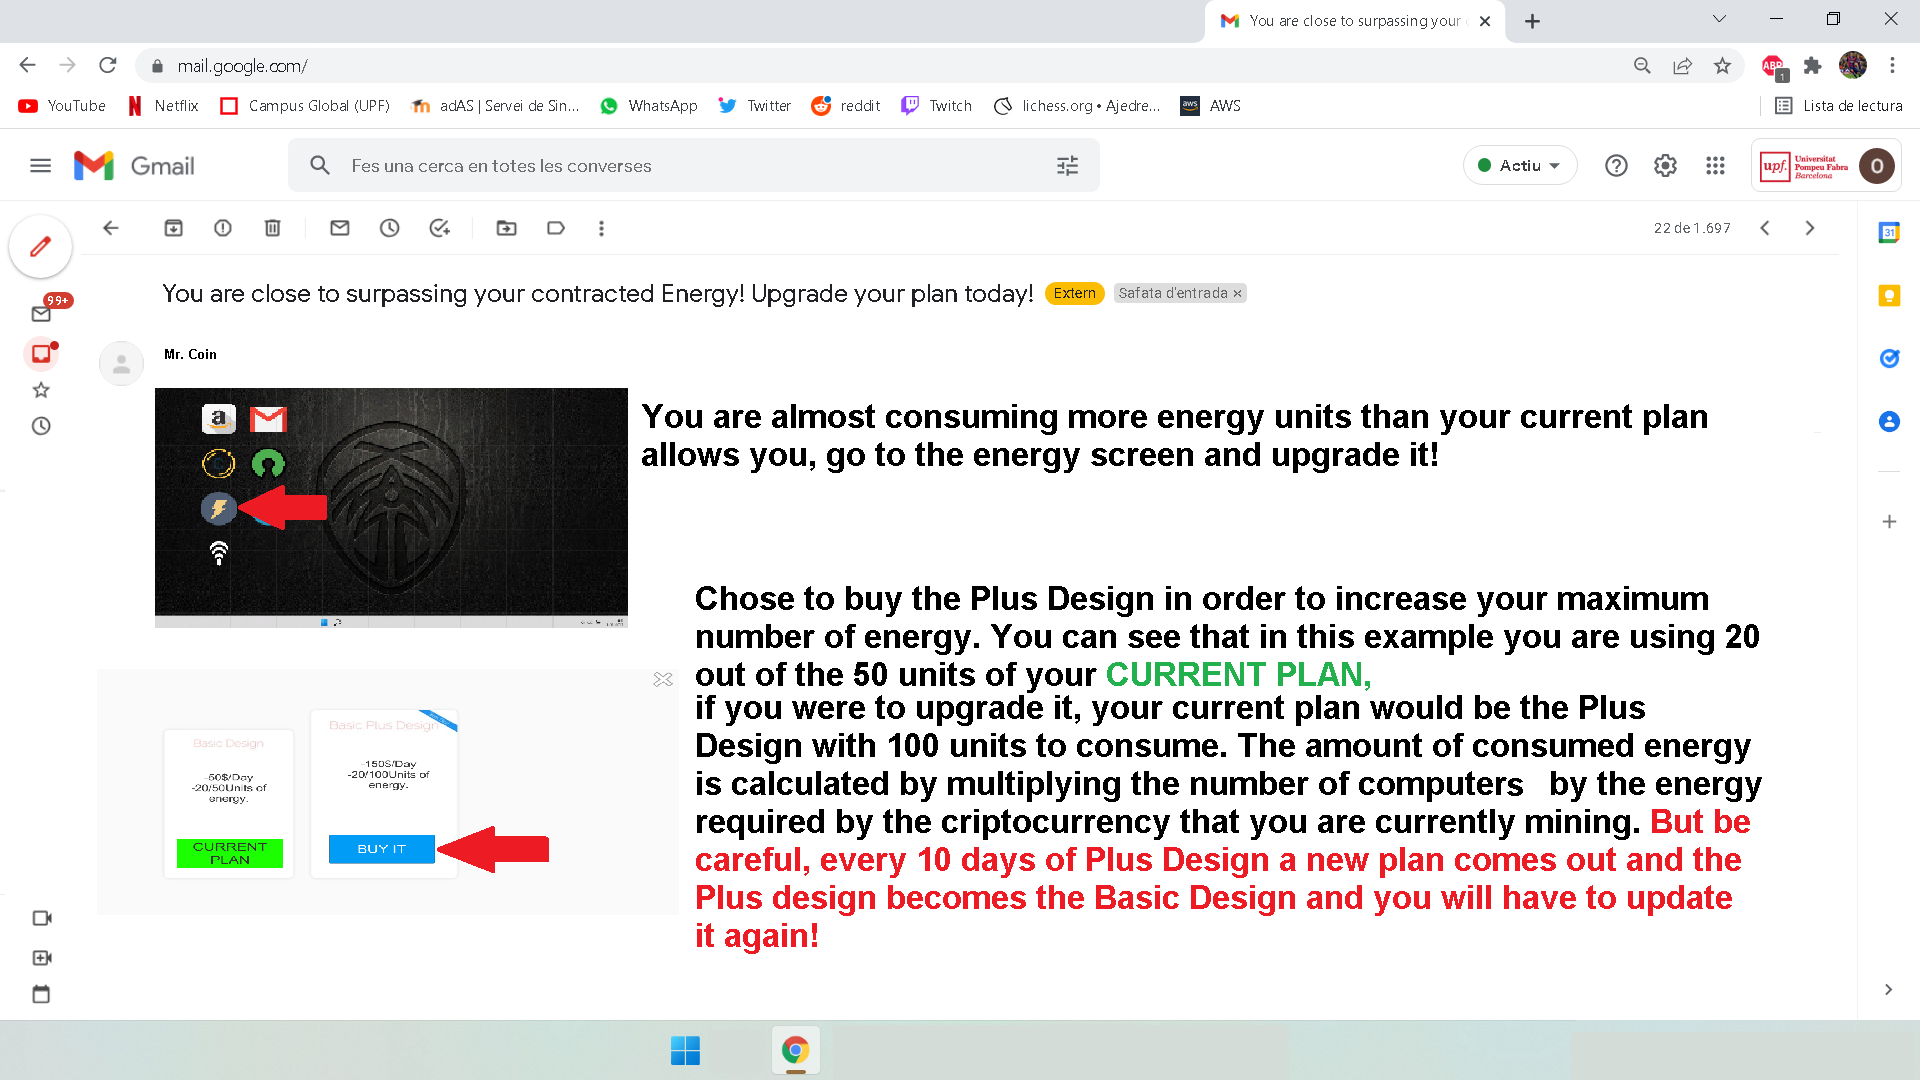 You are close to surpassing your
mail.google.com/
ABP
1
YouTube
Netflix
Campus Global (UPF)
adAS | Servei de Sin...
WhatsApp
Twitter
reddit
Twitch
lichess.org • Ajedre...
aws
AWS
Lista de lectura
Gmail
Fes una cerca en totes les converses
Actiu
upf.
Universitat
Pompeu Fabra
Barcelona
O
22 de 1.697
31
99+
You are close to surpassing your contracted Energy! Upgrade your plan today!
Extern
Safata d'entrada ×
Mr. Coin
a
You are almost consuming more energy units than your current plan
allows you, go to the energy screen and upgrade it!
Chose to buy the Plus Design in order to increase your maximum
number of energy. You can see that in this example you are using 20
out of the 50 units of your CURRENT PLAN,
if you were to upgrade it, your current plan would be the Plus
Design with 100 units to consume. The amount of consumed energy
is calculated by multiplying the number of computers by the energy
required by the criptocurrency that you are currently mining. But be
careful, every 10 days of Plus Design a new plan comes out and the
Plus design becomes the Basic Design and you will have to update
it again!
Basic Design
-50$/Day
-20/50Units of
energy.
CURRENT
PLAN
Basic Plus Design
-150$/Day
-20/100Units of
energy.
BUY IT